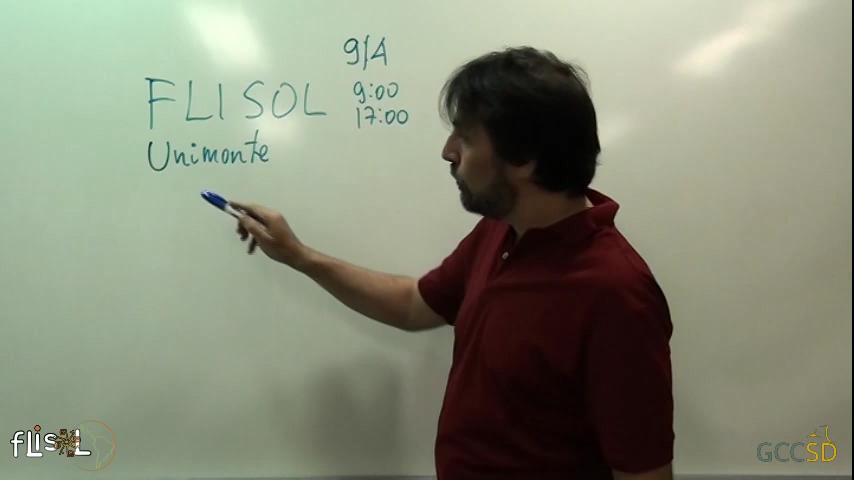 9/4
FLISOL
9:00
17:00
Unimonte
fLisoL
GCCSD